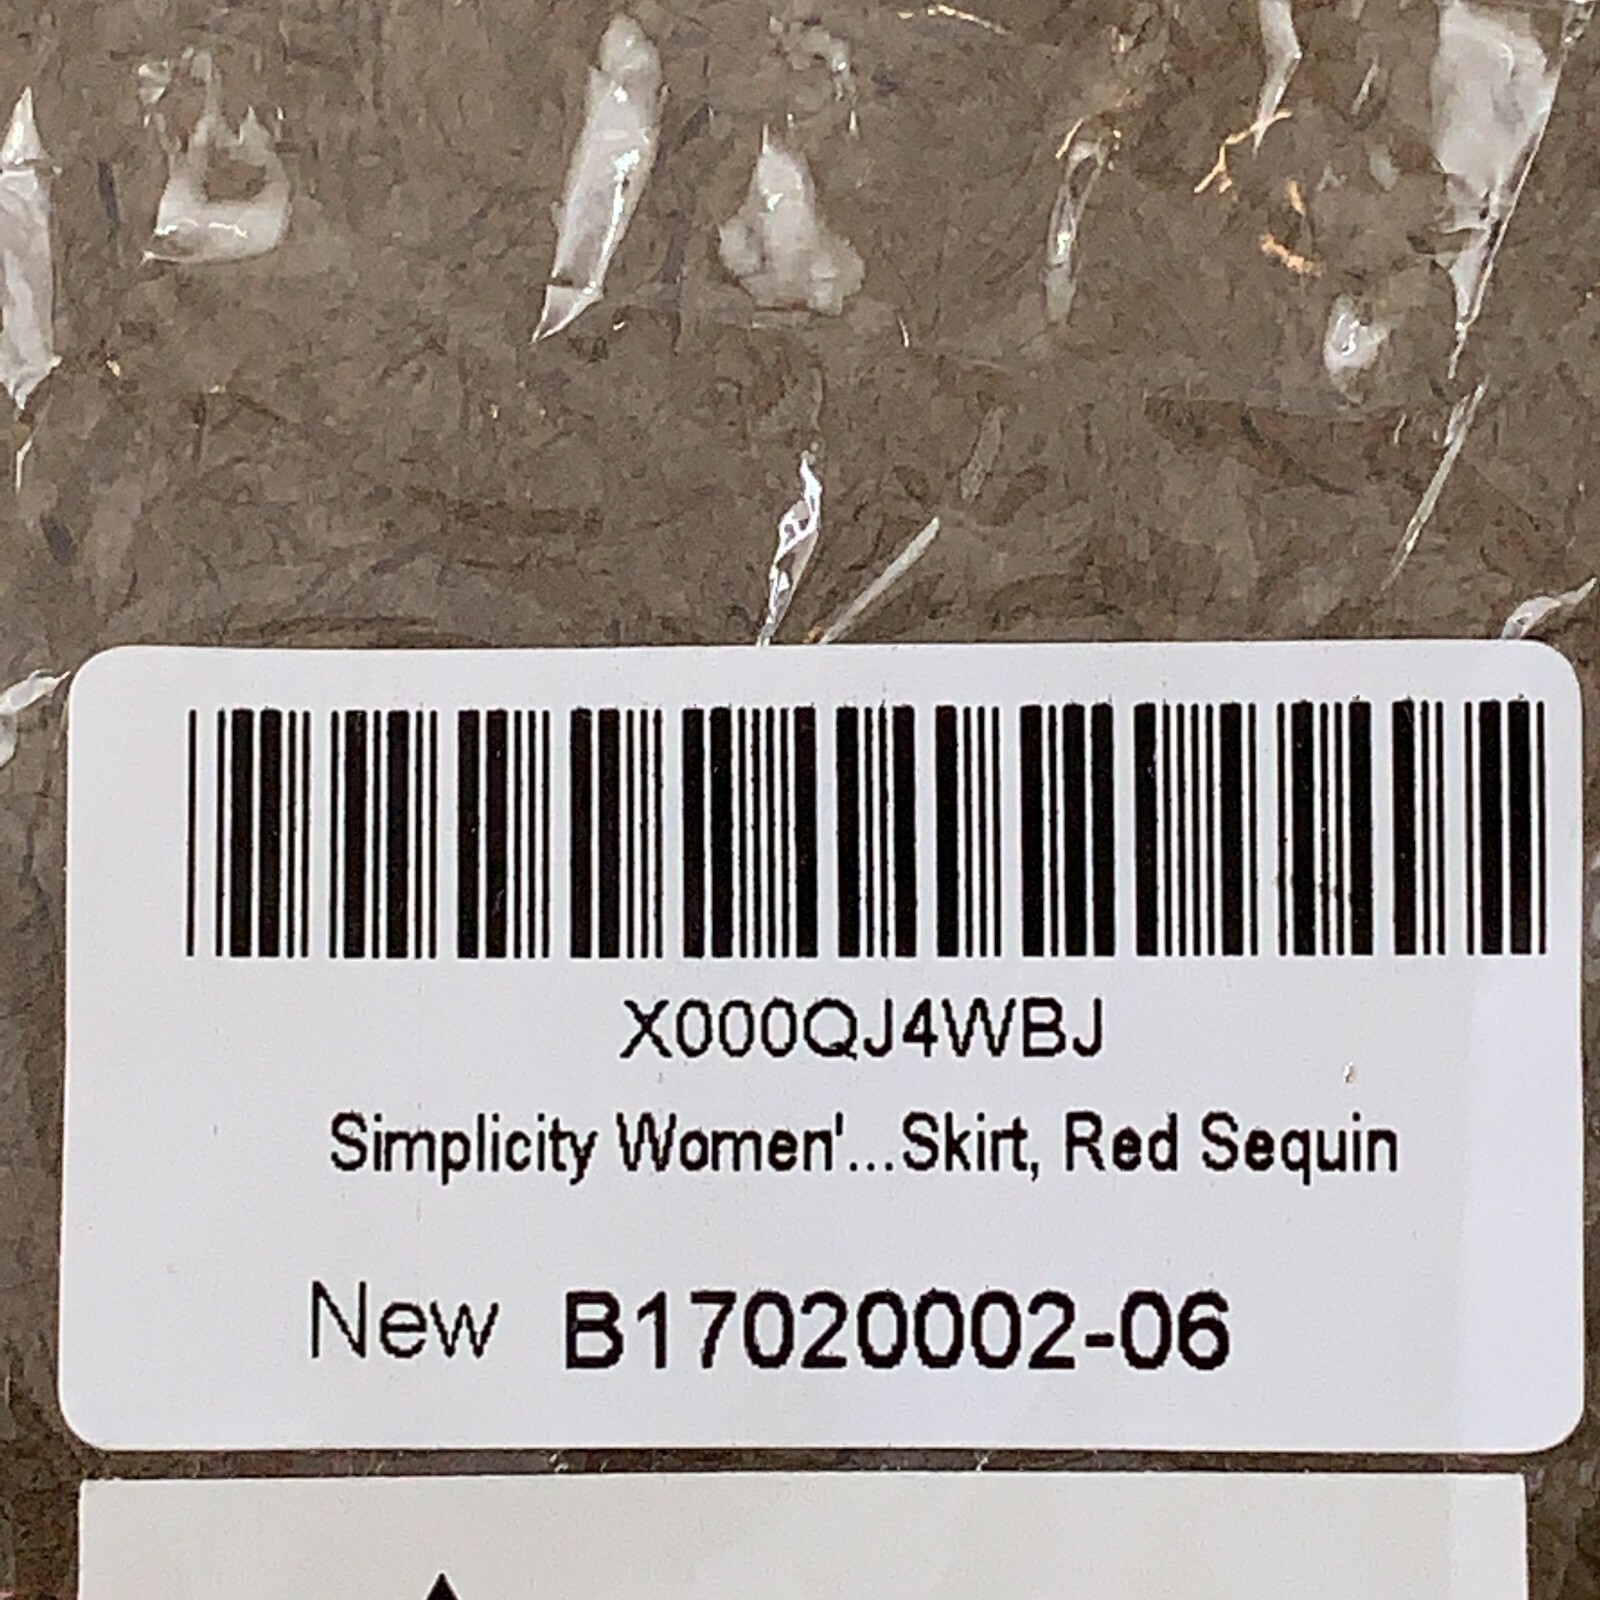 X000QJ4WBJ
Simplicity Women'...Skirt, Red Sequin
New B17020002-06